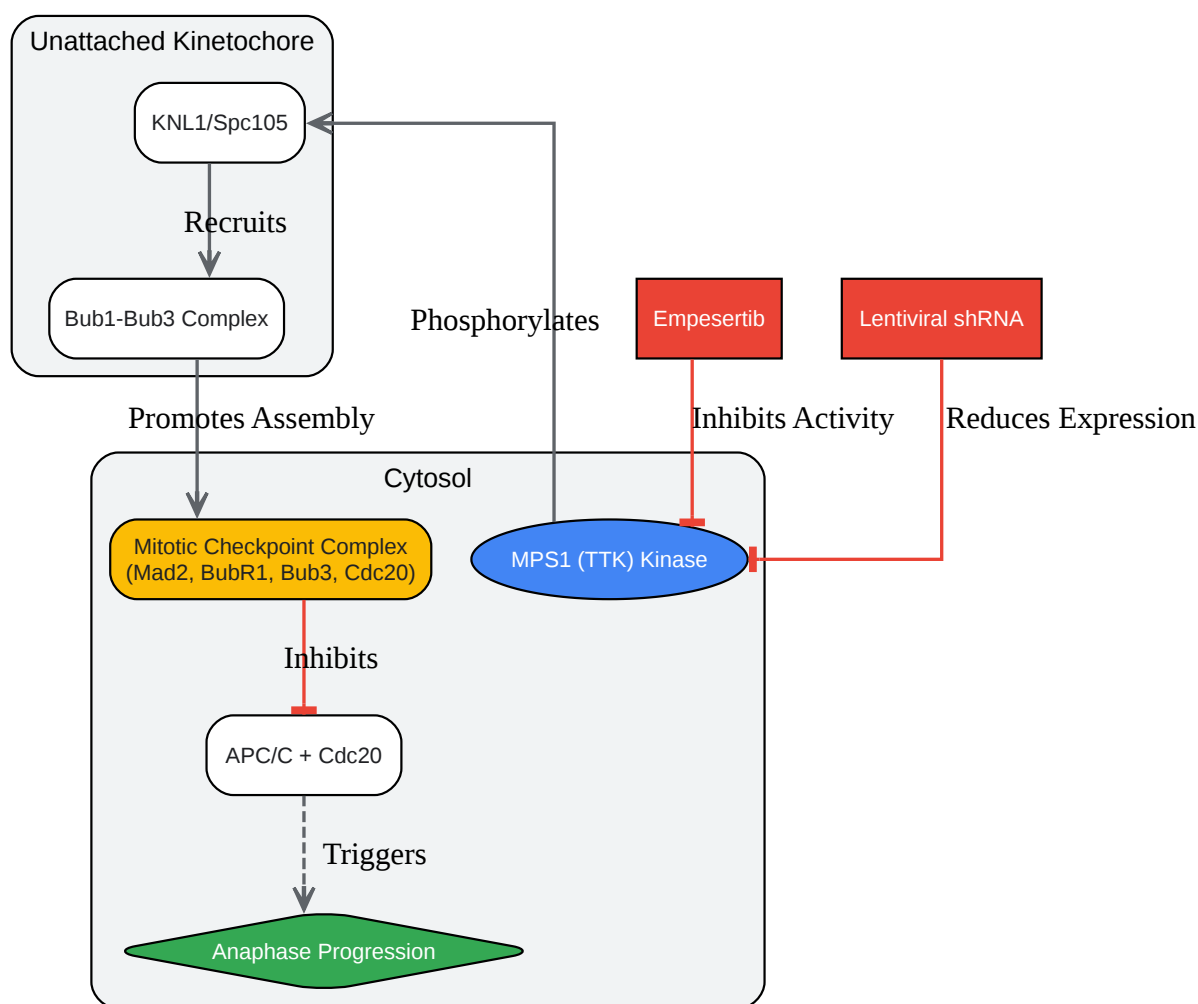 Unattached Kinetochore
KNL1/Spc105
Recruits
Bub1-Bub3 Complex
Phosphorylates
Empesertib
Lentiviral shRNA
Promotes Assembly
Inhibits Activity
Reduces Expression
Cytosol
Mitotic Checkpoint Complex
(Mad2, BubR1, Bub3, Cdc20)
MPS1 (TTK) Kinase
Inhibits
APC/C + Cdc20
Triggers
Anaphase Progression